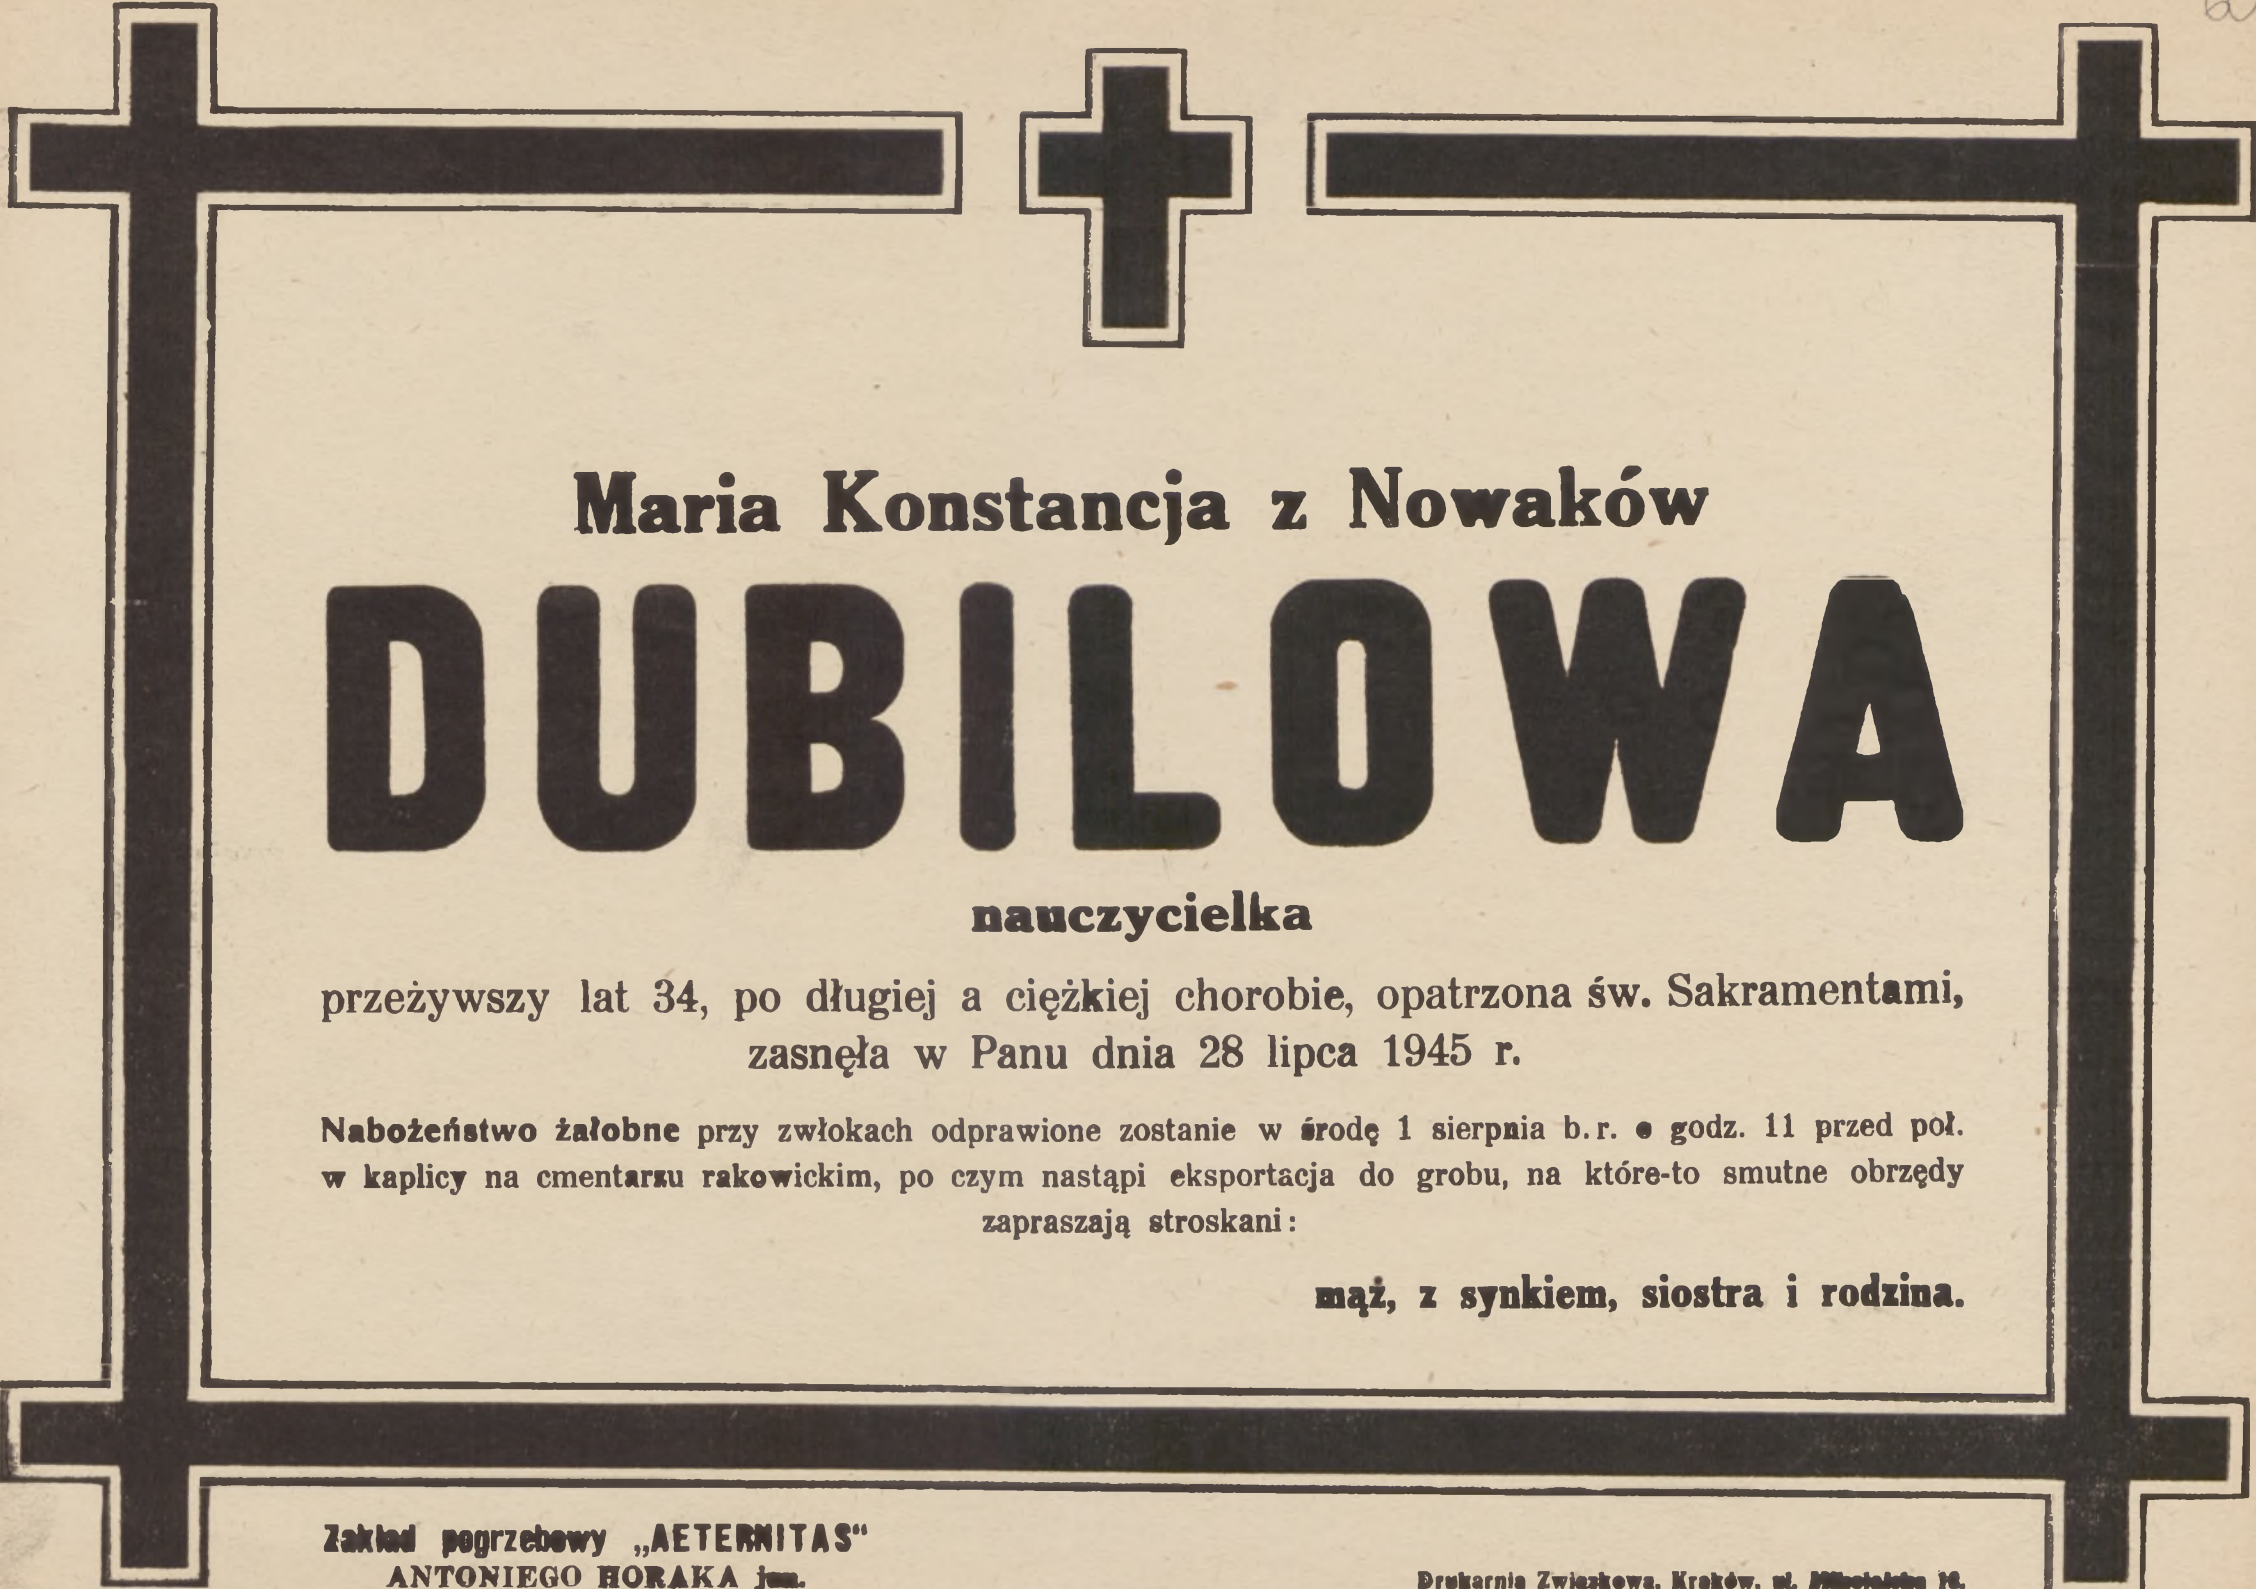 Maria Konstancja z Nowaków
DUBILOWA
nauczycielka
przeżywszy lat 34, po długiej a ciężkiej chorobie, opatrzona św. Sakramentami,
zasnęła w Panu dnia 28 lipca 1945 r.
Nabożeństwo żałobne przy zwłokach odprawione zostanie w środę 1 sierpnia b. r. o godz. 11 przed poł.
w kaplicy na cmentarzu rakowickim, po czym nastąpi eksportacja do grobu, na które-to smutne obrzędy
zapraszają stroskani:
mąż, z synkiem, siostra i rodzina.
Zakład pogrzebowy „AETERNITAS“
ANTONIEGO HORAKA jun.
Drukarnia Związkowa, Kraków, ul. Mikołajska